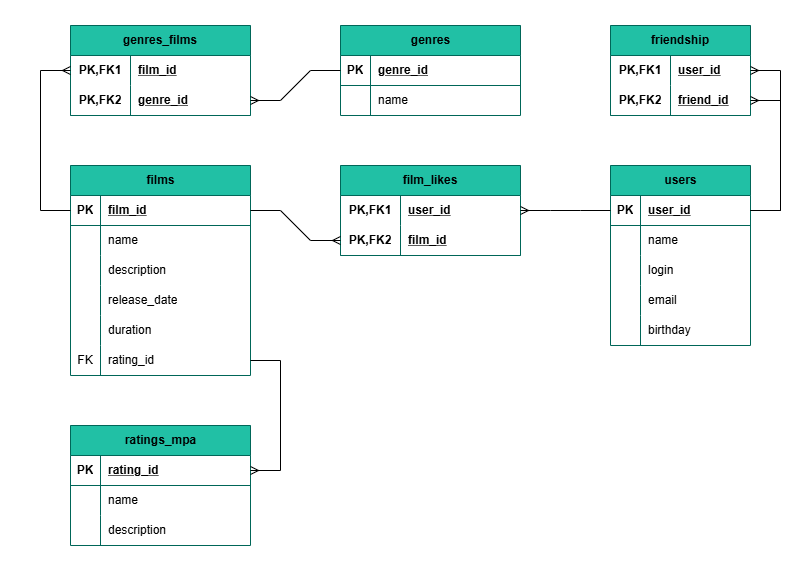 genres_films
PK,FK1 film_id
PK,FK2 genre_id
genres
PK genre_id
name
friendship
PK,FK1 user_id
PK,FK2 friend_id
films
PK film_id
name
description
release_date
duration
FK rating_id
film_likes
PK,FK1 user_id
PK,FK2 film_id
users
PK user_id
name
login
email
birthday
ratings_mpa
PK rating_id
name
description